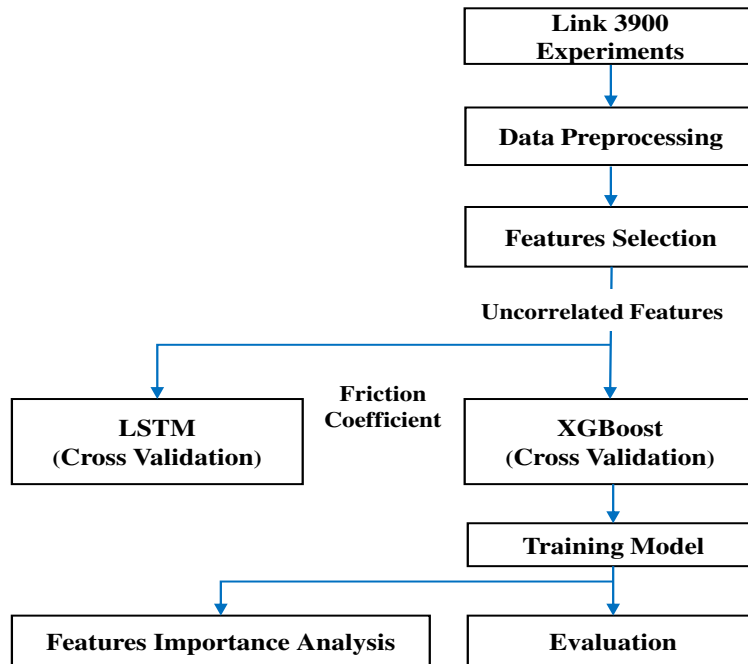 Link 3900
Experiments
Data Preprocessing
Features Selection
Uncorrelated Features
Friction
Coefficient
LSTM
(Cross Validation)
XGBoost
(Cross Validation)
Training Model
Features Importance Analysis
Evaluation